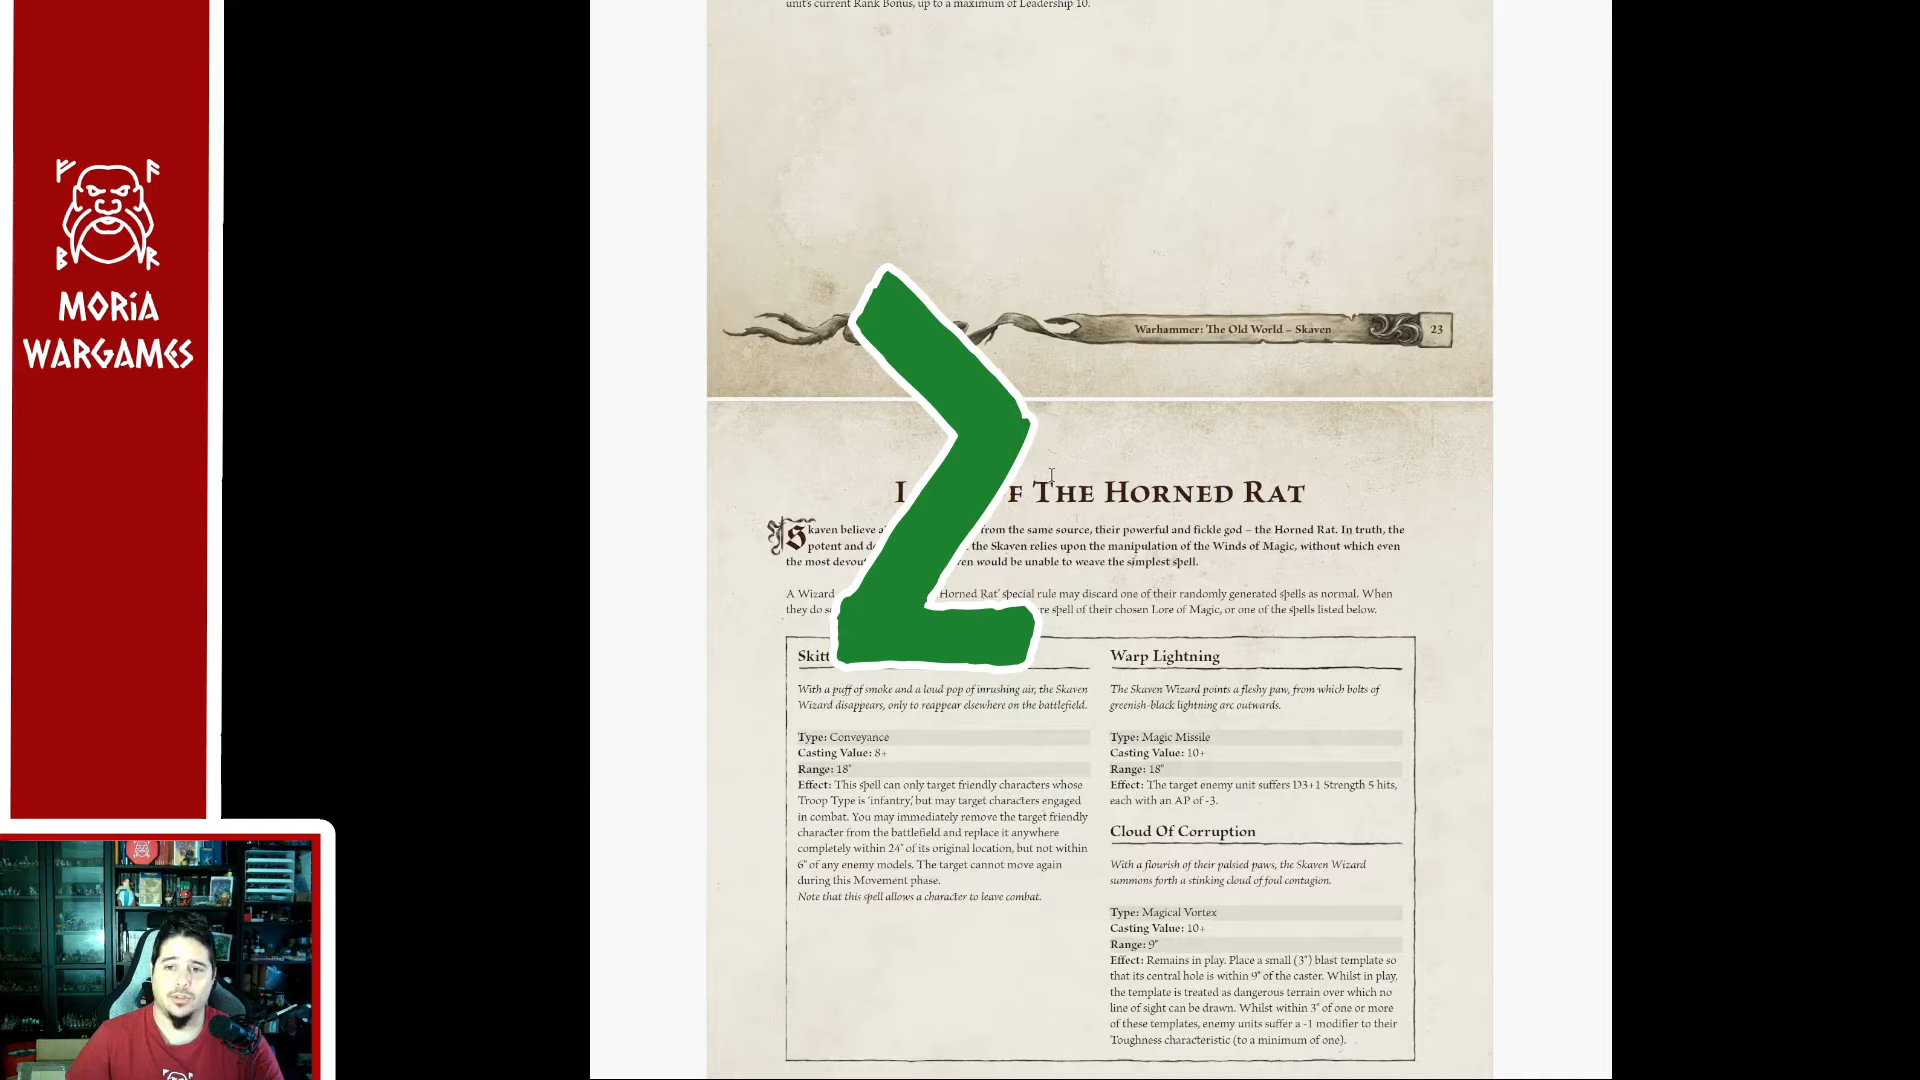 unit's current Rank Bonus, up to a maximum of Leadership 10.
MORiA
WARGAMES
Warhammer: The Old World – Skaven 23
The Horned Rat
Skaven believe from the same source, their powerful and fickle god – the Horned Rat. In truth, the
potent and the Skaven relies upon the manipulation of the Winds of Magic, without which even
the most would be unable to weave the simplest spell.
A Wizard Horned Rat' special rule may discard one of their randomly generated spells as normal. When
they do spell of their chosen Lore of Magic, or one of the spells listed below.
With a puff of smoke and a loud pop of inrushing air, the Skaven
Wizard disappears, only to reappear elsewhere on the battlefield.
Type: Conveyance
Casting Value: 8+
Range: 18"
Effect: This spell can only target friendly characters whose
Troop Type is 'infantry', but may target characters engaged
in combat. You may immediately remove the target friendly
character from the battlefield and replace it anywhere
completely within 24" of its original location, but not within
6" of any enemy models. The target cannot move again
during this Movement phase.
Note that this spell allows a character to leave combat.
Warp Lightning
The Skaven Wizard points a fleshy paw, from which bolts of
greenish-black lightning arc outwards.
Type: Magic Missile
Casting Value: 10+
Range: 18"
Effect: The target enemy unit suffers D3+1 Strength 5 hits,
each with an AP of -3.
Cloud Of Corruption
With a flourish of their palsied paws, the Skaven Wizard
summons forth a stinking cloud of foul contagion.
Type: Magical Vortex
Casting Value: 10+
Range: 9"
Effect: Remains in play. Place a small (3") blast template so
that its central hole is within 9" of the caster. Whilst in play,
the template is treated as dangerous terrain over which no
line of sight can be drawn. Whilst within 3" of one or more
of these templates, enemy units suffer a -1 modifier to their
Toughness characteristic (to a minimum of one).